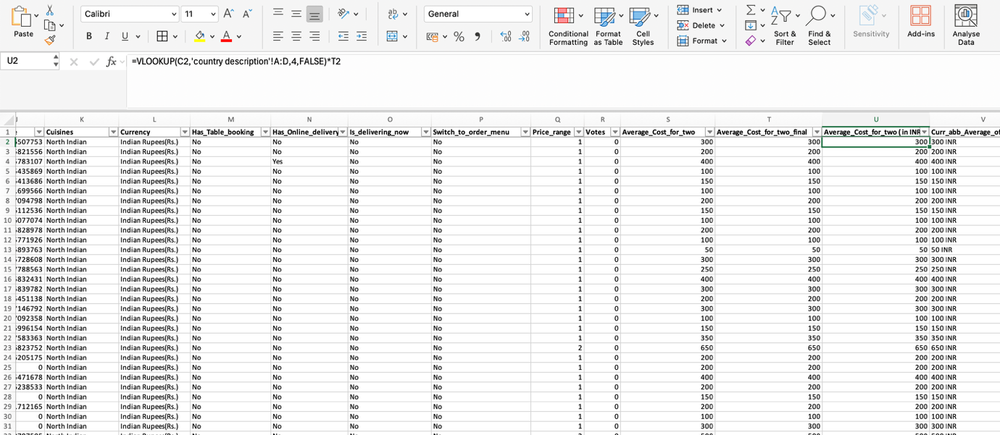 Calibri 11 A^ A˅ ab General Insert Σ A
Paste Delete Z
B I U A % 9 .00 .00 Conditional Format Cell Format Sort & Find & Sensitivity Add-ins Analyse
Formatting as Table Styles Filter Select Data
U2 fx =VLOOKUP(C2,'country description'!A:D,4,FALSE)*T2
J K L M N O P Q R S T U V
1 Cuisines Currency Has_Table_booking Has_Online_delivery Is_delivering_now Switch_to_order_menu Price_range Votes Average_Cost_for_two Average_Cost_for_two_final Average_Cost_for_two ( in INR Curr_abb_Average_of
2 507753 North Indian Indian Rupees(Rs.) No No No No 1 0 300 300 300 300 INR
3 821556 North Indian Indian Rupees(Rs.) No No No No 1 0 200 200 200 200 INR
4 783107 North Indian Indian Rupees(Rs.) No Yes No No 1 0 400 400 400 400 INR
5 435869 North Indian Indian Rupees(Rs.) No No No No 1 0 100 100 100 100 INR
6 413686 North Indian Indian Rupees(Rs.) No No No No 1 0 150 150 150 150 INR
7 699566 North Indian Indian Rupees(Rs.) No No No No 1 0 100 100 100 100 INR
8 094798 North Indian Indian Rupees(Rs.) No No No No 1 0 200 200 200 200 INR
9 112536 North Indian Indian Rupees(Rs.) No No No No 1 0 150 150 150 150 INR
10 077074 North Indian Indian Rupees(Rs.) No No No No 1 0 100 100 100 100 INR
11 828978 North Indian Indian Rupees(Rs.) No No No No 1 0 200 200 200 200 INR
12 771926 North Indian Indian Rupees(Rs.) No No No No 1 0 100 100 100 100 INR
13 893763 North Indian Indian Rupees(Rs.) No No No No 1 0 50 50 50 50 INR
14 728608 North Indian Indian Rupees(Rs.) No No No No 1 0 300 300 300 300 INR
15 788563 North Indian Indian Rupees(Rs.) No No No No 1 0 250 250 250 250 INR
16 832431 North Indian Indian Rupees(Rs.) No No No No 1 0 400 400 400 400 INR
17 839782 North Indian Indian Rupees(Rs.) No No No No 1 0 300 300 300 300 INR
18 451138 North Indian Indian Rupees(Rs.) No No No No 1 0 200 200 200 200 INR
19 146792 North Indian Indian Rupees(Rs.) No No No No 1 0 300 300 300 300 INR
20 092358 North Indian Indian Rupees(Rs.) No No No No 1 0 100 100 100 100 INR
21 996154 North Indian Indian Rupees(Rs.) No No No No 1 0 150 150 150 150 INR
22 583363 North Indian Indian Rupees(Rs.) No No No No 1 0 350 350 350 350 INR
23 823752 North Indian Indian Rupees(Rs.) No No No No 2 0 650 650 650 650 INR
24 205175 North Indian Indian Rupees(Rs.) No No No No 1 0 200 200 200 200 INR
25 0 North Indian Indian Rupees(Rs.) No No No No 1 0 200 200 200 200 INR
26 471678 North Indian Indian Rupees(Rs.) No No No No 1 0 400 400 400 400 INR
27 238533 North Indian Indian Rupees(Rs.) No No No No 1 0 200 200 200 200 INR
28 0 North Indian Indian Rupees(Rs.) No No No No 1 0 150 150 150 150 INR
29 712165 North Indian Indian Rupees(Rs.) No No No No 1 0 200 200 200 200 INR
30 0 North Indian Indian Rupees(Rs.) No No No No 1 0 100 100 100 100 INR
31 0 North Indian Indian Rupees(Rs.) No No No No 1 0 300 300 300 300 INR